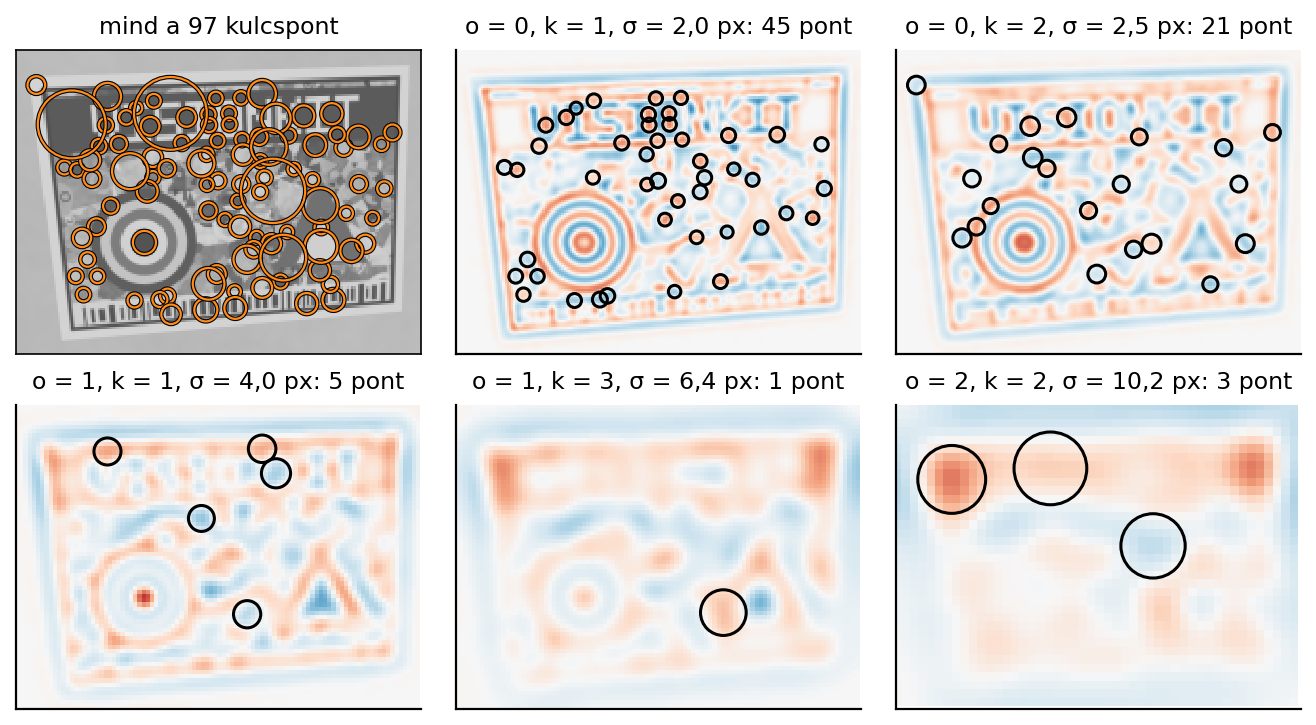 mind a 97 kulcspont
o = 0, k = 1, σ = 2,0 px: 45 pont
o = 0, k = 2, σ = 2,5 px: 21 pont
o = 1, k = 1, σ = 4,0 px: 5 pont
o = 1, k = 3, σ = 6,4 px: 1 pont
o = 2, k = 2, σ = 10,2 px: 3 pont